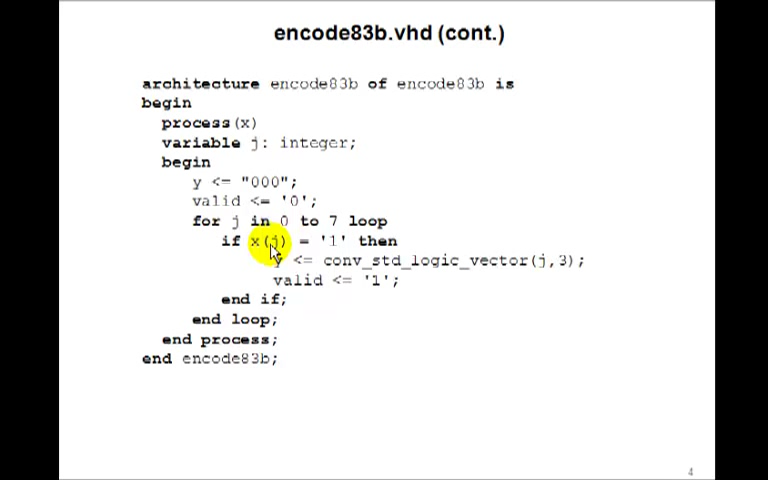 encode83b.vhd (cont.)
architecture encode83b of encode83b is
begin
process(x)
variable j: integer;
begin
y <= "000";
valid <= '0';
for j in 0 to 7 loop
if x(j) = '1' then
y <= conv_std_logic_vector(j,3);
valid <= '1';
end if;
end loop;
end process;
end encode83b;
4